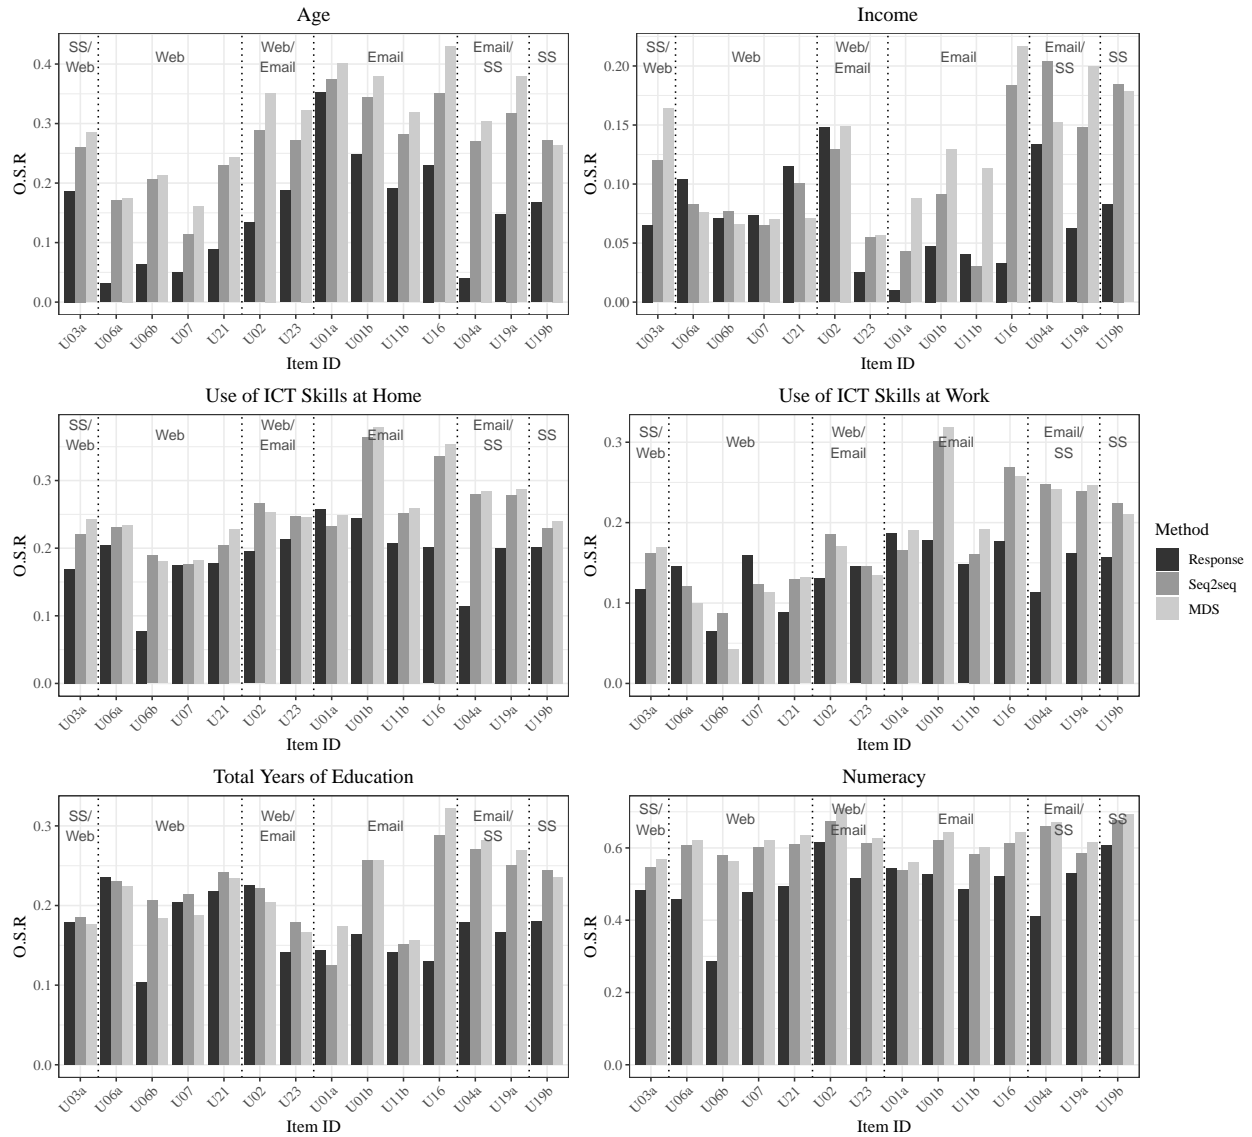 Age
SS/
Web
Web
Web/
Email
Email
Email/
SS
SS
O.S.R
0.4
0.3
0.2
0.1
0.0
U03a U06a U06b U07 U21 U02 U23 U01a U01b U11b U16 U04a U19a U19b
Item ID
Income
SS/
Web
Web
Web/
Email
Email
Email/
SS
SS
O.S.R
0.20
0.15
0.10
0.05
0.00
U03a U06a U06b U07 U21 U02 U23 U01a U01b U11b U16 U04a U19a U19b
Item ID
Use of ICT Skills at Home
SS/
Web
Web
Web/
Email
Email
Email/
SS
SS
O.S.R
0.3
0.2
0.1
0.0
U03a U06a U06b U07 U21 U02 U23 U01a U01b U11b U16 U04a U19a U19b
Item ID
Use of ICT Skills at Work
SS/
Web
Web
Web/
Email
Email
Email/
SS
SS
O.S.R
0.3
0.2
0.1
0.0
U03a U06a U06b U07 U21 U02 U23 U01a U01b U11b U16 U04a U19a U19b
Item ID
Method
Response
Seq2seq
MDS
Total Years of Education
SS/
Web
Web
Web/
Email
Email
Email/
SS
SS
O.S.R
0.3
0.2
0.1
0.0
U03a U06a U06b U07 U21 U02 U23 U01a U01b U11b U16 U04a U19a U19b
Item ID
Numeracy
SS/
Web
Web
Web/
Email
Email
Email/
SS
SS
O.S.R
0.6
0.4
0.2
0.0
U03a U06a U06b U07 U21 U02 U23 U01a U01b U11b U16 U04a U19a U19b
Item ID